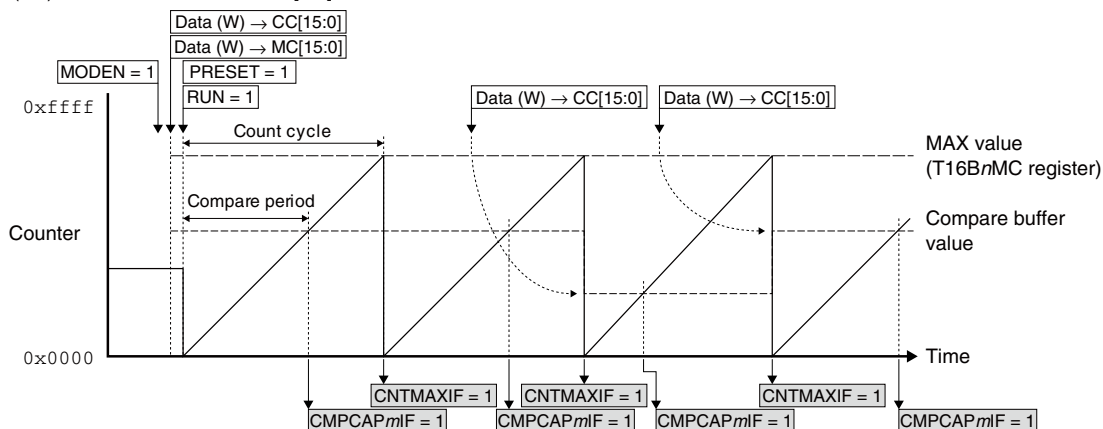 Data (W) → CC[15:0]
Data (W) → MC[15:0]
MODEN = 1
PRESET = 1
RUN = 1
Data (W) → CC[15:0]
Data (W) → CC[15:0]
0xffff
Count cycle
MAX value
(T16BnMC register)
Compare period
Compare buffer
value
Counter
0x0000
Time
CNTMAXIF = 1
CNTMAXIF = 1
CNTMAXIF = 1
CMPCAPmIF = 1
CMPCAPmIF = 1
CMPCAPmIF = 1
CMPCAPmIF = 1